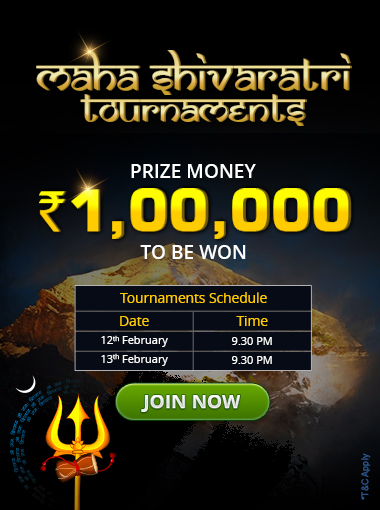 Maha Shivaratri
Tournaments
PRIZE MONEY
₹1,00,000
TO BE WON
Tournaments Schedule
Date Time
12th February 9.30 PM
13th February 9.30 PM
JOIN NOW
*T&C Apply